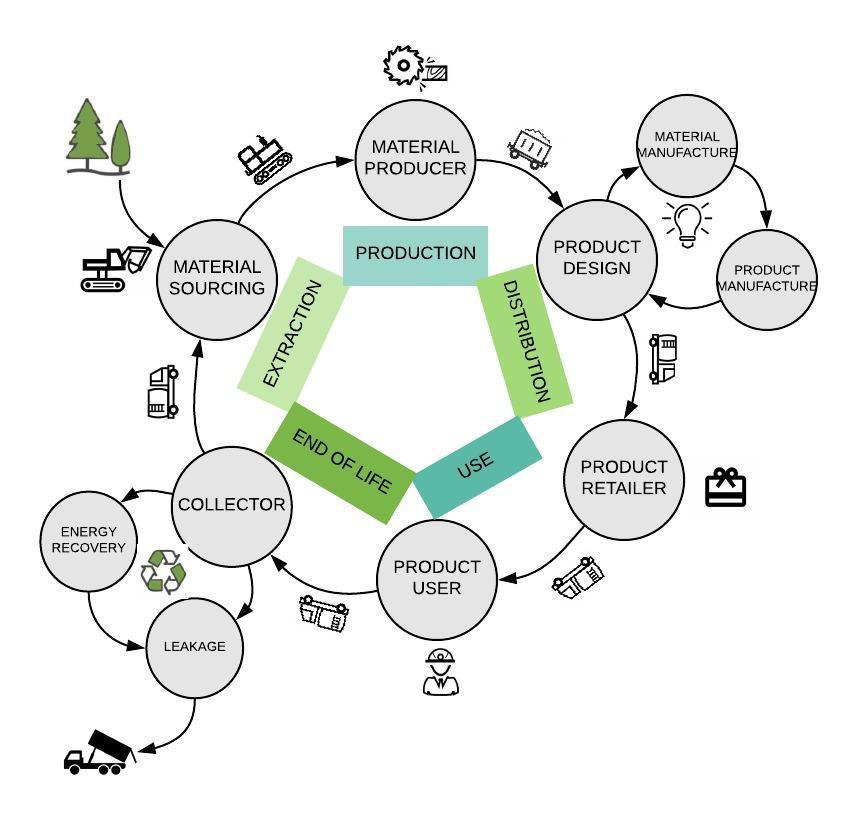 MATERIAL
PRODUCER
MATERIAL
MANUFACTURE
PRODUCT
DESIGN
PRODUCT
MANUFACTURE
MATERIAL
SOURCING
PRODUCTION
EXTRACTION
DISTRIBUTION
END OF LIFE
USE
PRODUCT
RETAILER
COLLECTOR
PRODUCT
USER
ENERGY
RECOVERY
LEAKAGE